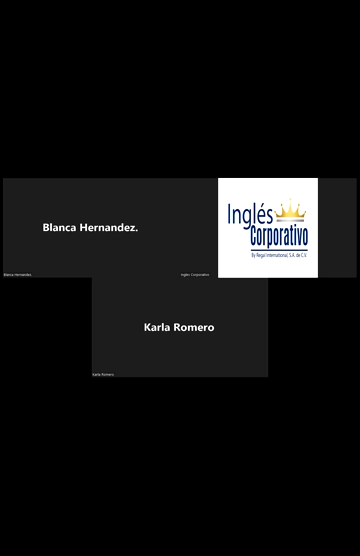 Blanca Hernandez.
Inglés
Corporativo
By Regal International, S.A. de C.V.
Blanca Hernandez.
Inglés Corporativo
Karla Romero
Karla Romero